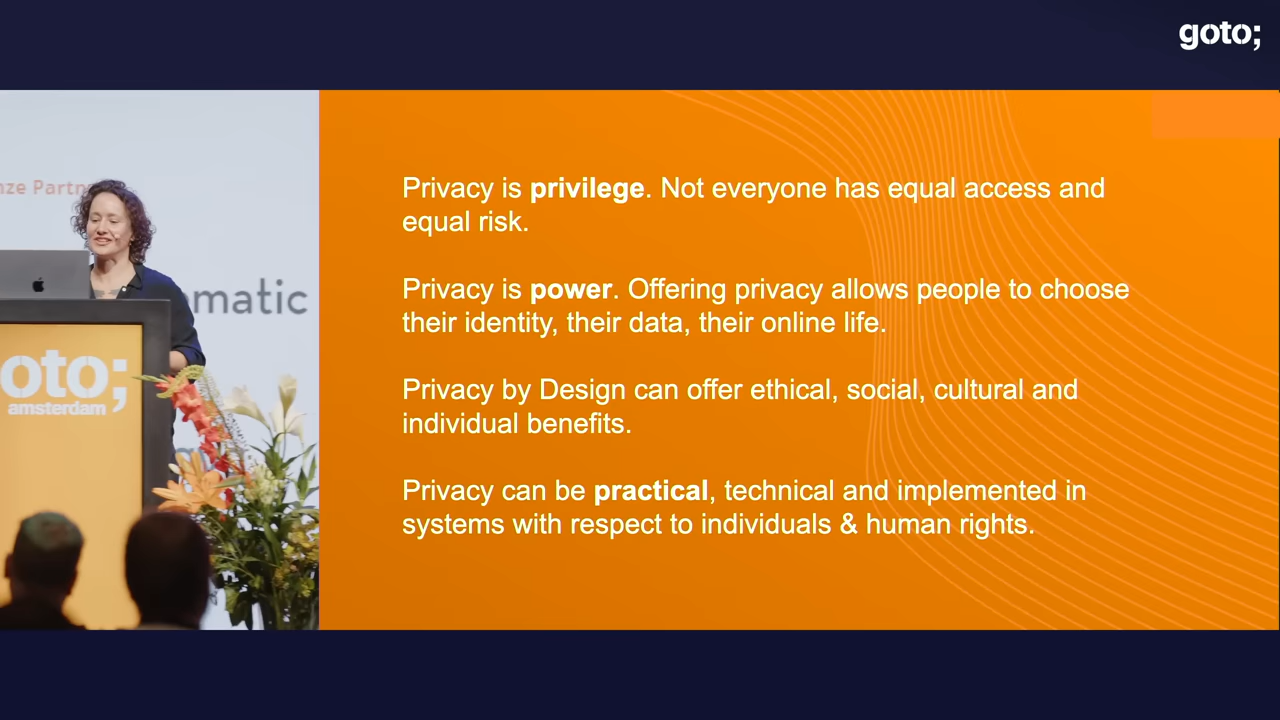 goto;
Privacy is privilege. Not everyone has equal access and
equal risk.
Privacy is power. Offering privacy allows people to choose
their identity, their data, their online life.
Privacy by Design can offer ethical, social, cultural and
individual benefits.
Privacy can be practical, technical and implemented in
systems with respect to individuals & human rights.
oto;
amsterdam